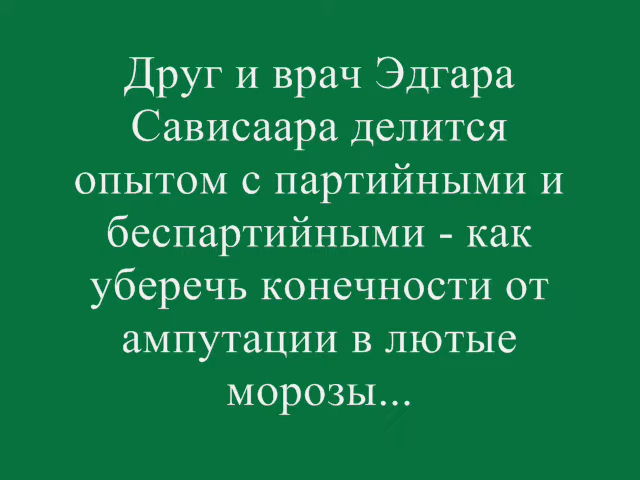 Друг и врач Эдгара
Сависаара делится
опытом с партийными и
беспартийными - как
уберечь конечности от
ампутации в лютые
морозы...